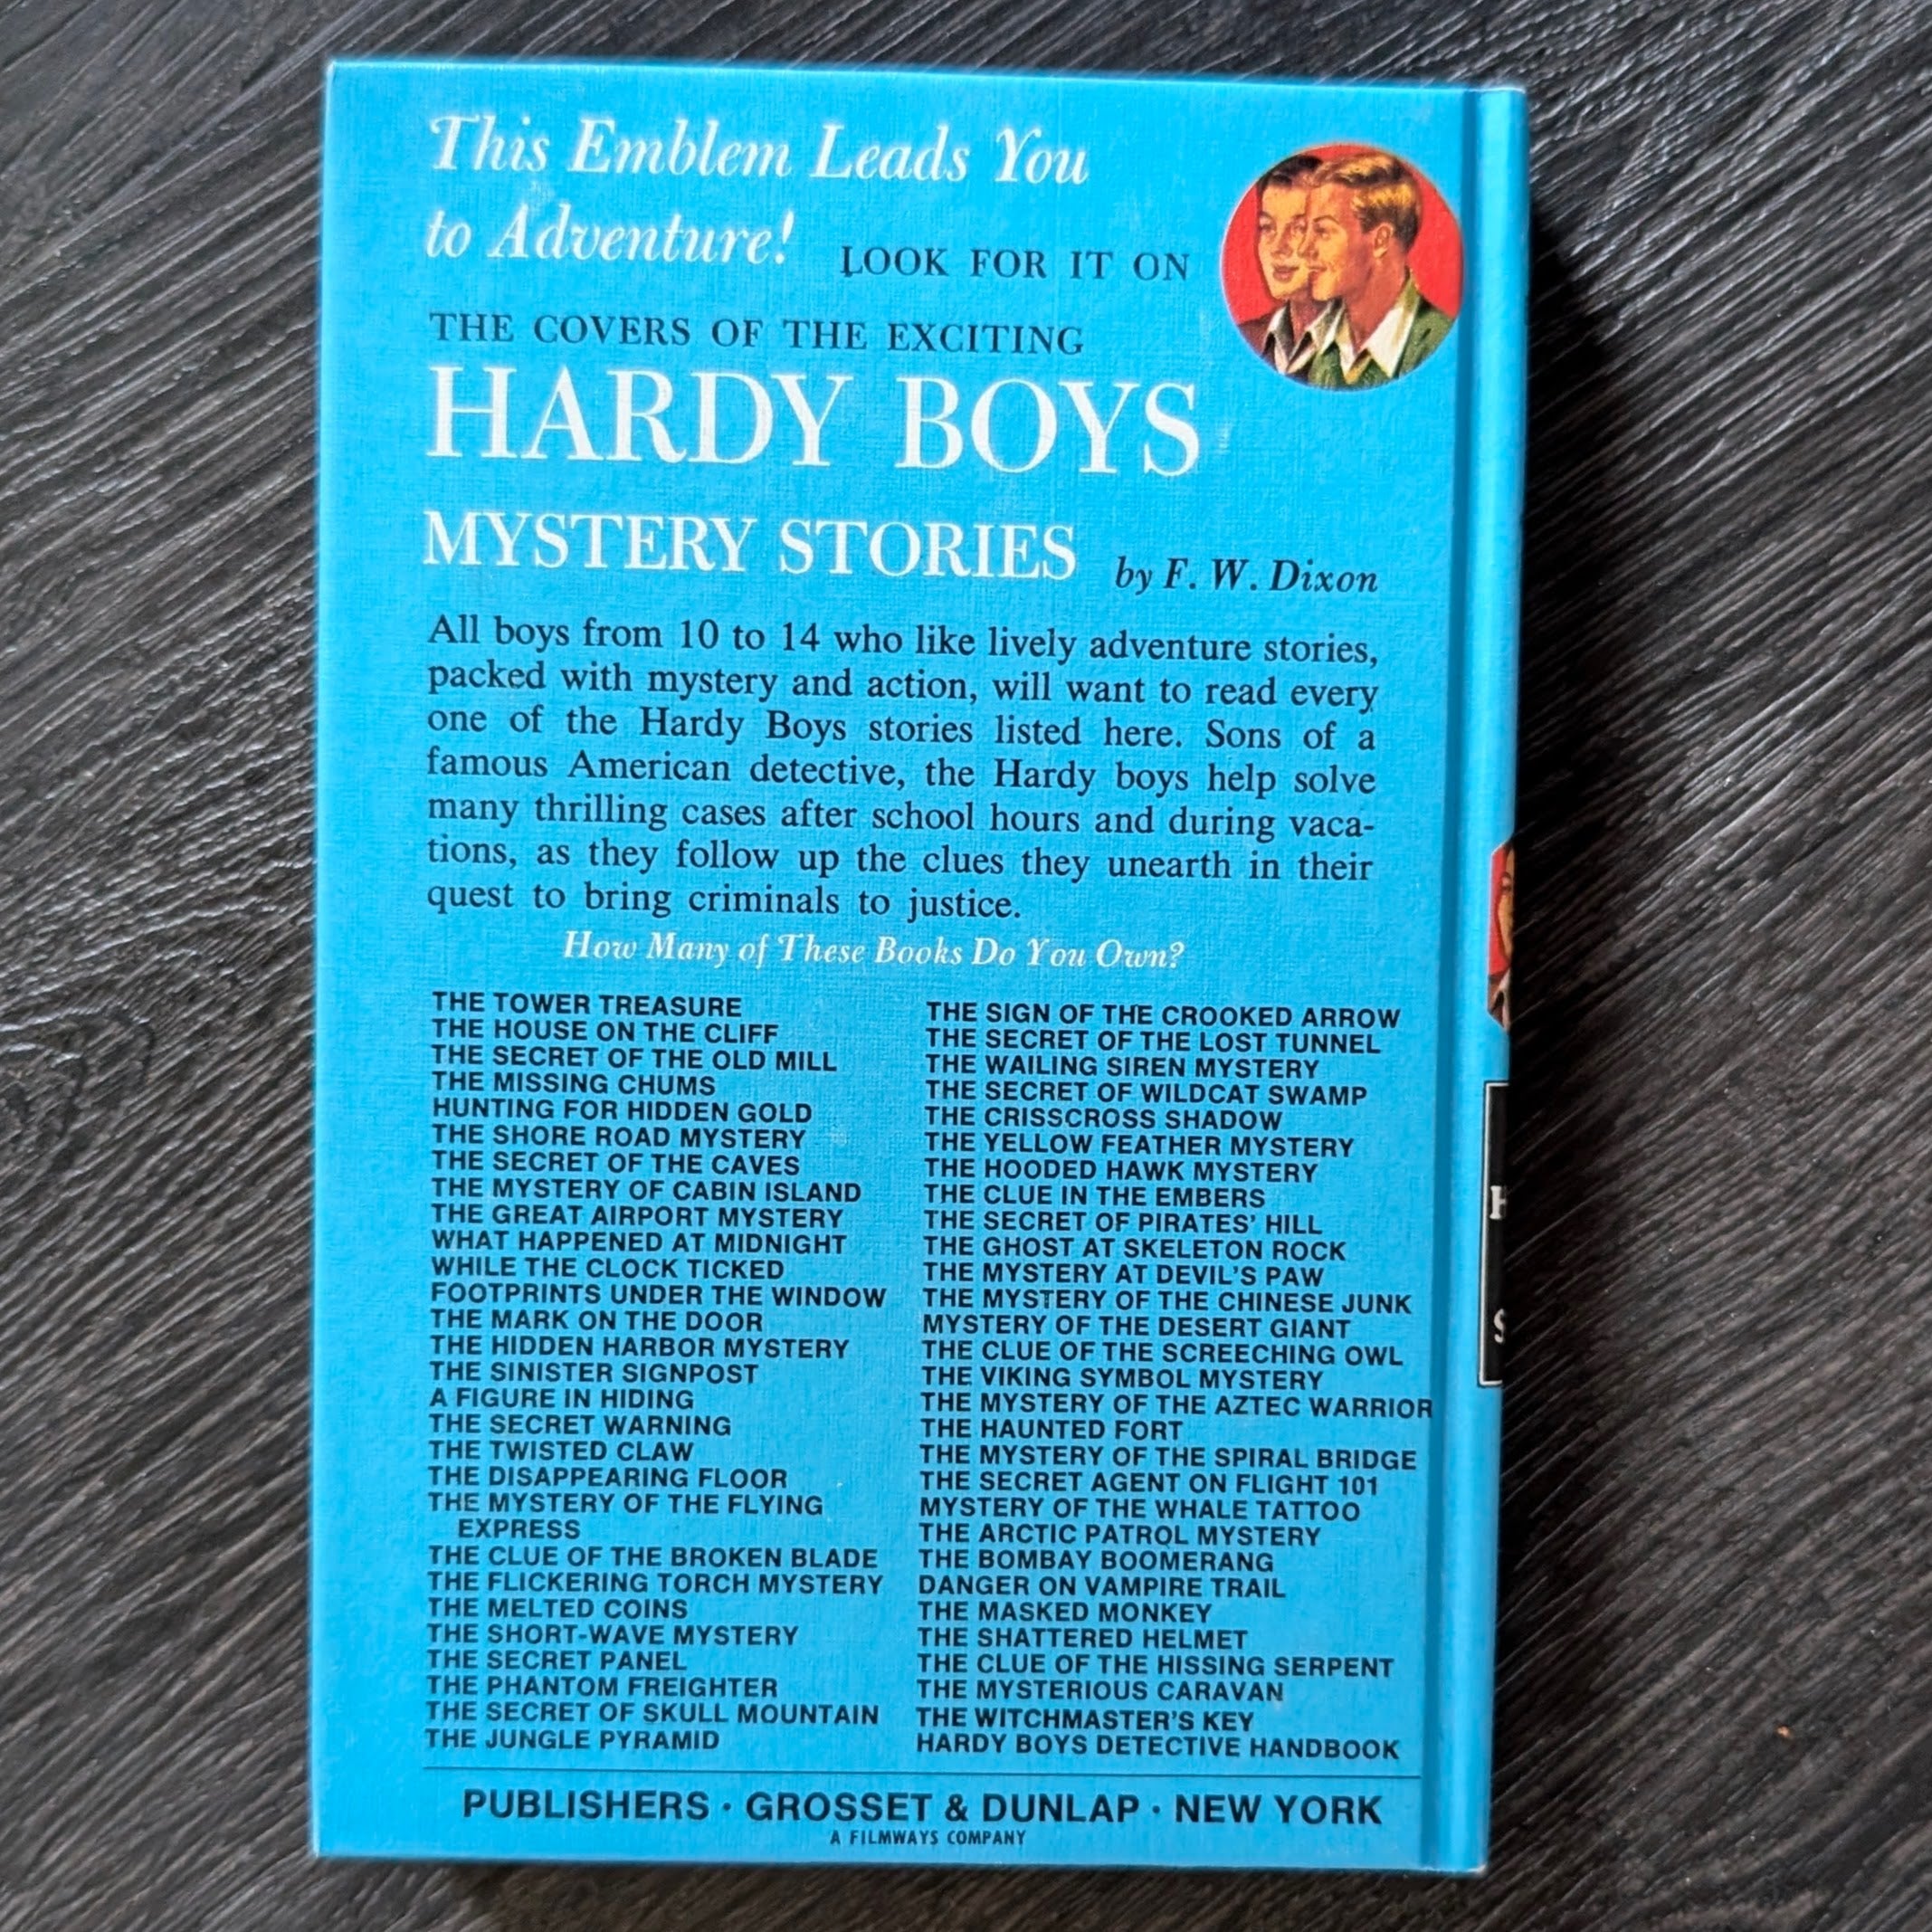 This Emblem Leads You
to Adventure! LOOK FOR IT ON
THE COVERS OF THE EXCITING
HARDY BOYS
MYSTERY STORIES by F. W. Dixon
All boys from 10 to 14 who like lively adventure stories,
packed with mystery and action, will want to read every
one of the Hardy Boys stories listed here. Sons of a
famous American detective, the Hardy boys help solve
many thrilling cases after school hours and during vaca-
tions, as they follow up the clues they unearth in their
quest to bring criminals to justice.
How Many of These Books Do You Own?
THE TOWER TREASURE
THE HOUSE ON THE CLIFF
THE SECRET OF THE OLD MILL
THE MISSING CHUMS
HUNTING FOR HIDDEN GOLD
THE SHORE ROAD MYSTERY
THE SECRET OF THE CAVES
THE MYSTERY OF CABIN ISLAND
THE GREAT AIRPORT MYSTERY
WHAT HAPPENED AT MIDNIGHT
WHILE THE CLOCK TICKED
FOOTPRINTS UNDER THE WINDOW
THE MARK ON THE DOOR
THE HIDDEN HARBOR MYSTERY
THE SINISTER SIGNPOST
A FIGURE IN HIDING
THE SECRET WARNING
THE TWISTED CLAW
THE DISAPPEARING FLOOR
THE MYSTERY OF THE FLYING
EXPRESS
THE CLUE OF THE BROKEN BLADE
THE FLICKERING TORCH MYSTERY
THE MELTED COINS
THE SHORT-WAVE MYSTERY
THE SECRET PANEL
THE PHANTOM FREIGHTER
THE SECRET OF SKULL MOUNTAIN
THE JUNGLE PYRAMID
THE SIGN OF THE CROOKED ARROW
THE SECRET OF THE LOST TUNNEL
THE WAILING SIREN MYSTERY
THE SECRET OF WILDCAT SWAMP
THE CRISSCROSS SHADOW
THE YELLOW FEATHER MYSTERY
THE HOODED HAWK MYSTERY
THE CLUE IN THE EMBERS
THE SECRET OF PIRATES' HILL
THE GHOST AT SKELETON ROCK
THE MYSTERY AT DEVIL'S PAW
THE MYSTERY OF THE CHINESE JUNK
MYSTERY OF THE DESERT GIANT
THE CLUE OF THE SCREECHING OWL
THE VIKING SYMBOL MYSTERY
THE MYSTERY OF THE AZTEC WARRIOR
THE HAUNTED FORT
THE MYSTERY OF THE SPIRAL BRIDGE
THE SECRET AGENT ON FLIGHT 101
MYSTERY OF THE WHALE TATTOO
THE ARCTIC PATROL MYSTERY
THE BOMBAY BOOMERANG
DANGER ON VAMPIRE TRAIL
THE MASKED MONKEY
THE SHATTERED HELMET
THE CLUE OF THE HISSING SERPENT
THE MYSTERIOUS CARAVAN
THE WITCHMASTER'S KEY
HARDY BOYS DETECTIVE HANDBOOK
PUBLISHERS · GROSSET & DUNLAP · NEW YORK
A FILMWAYS COMPANY